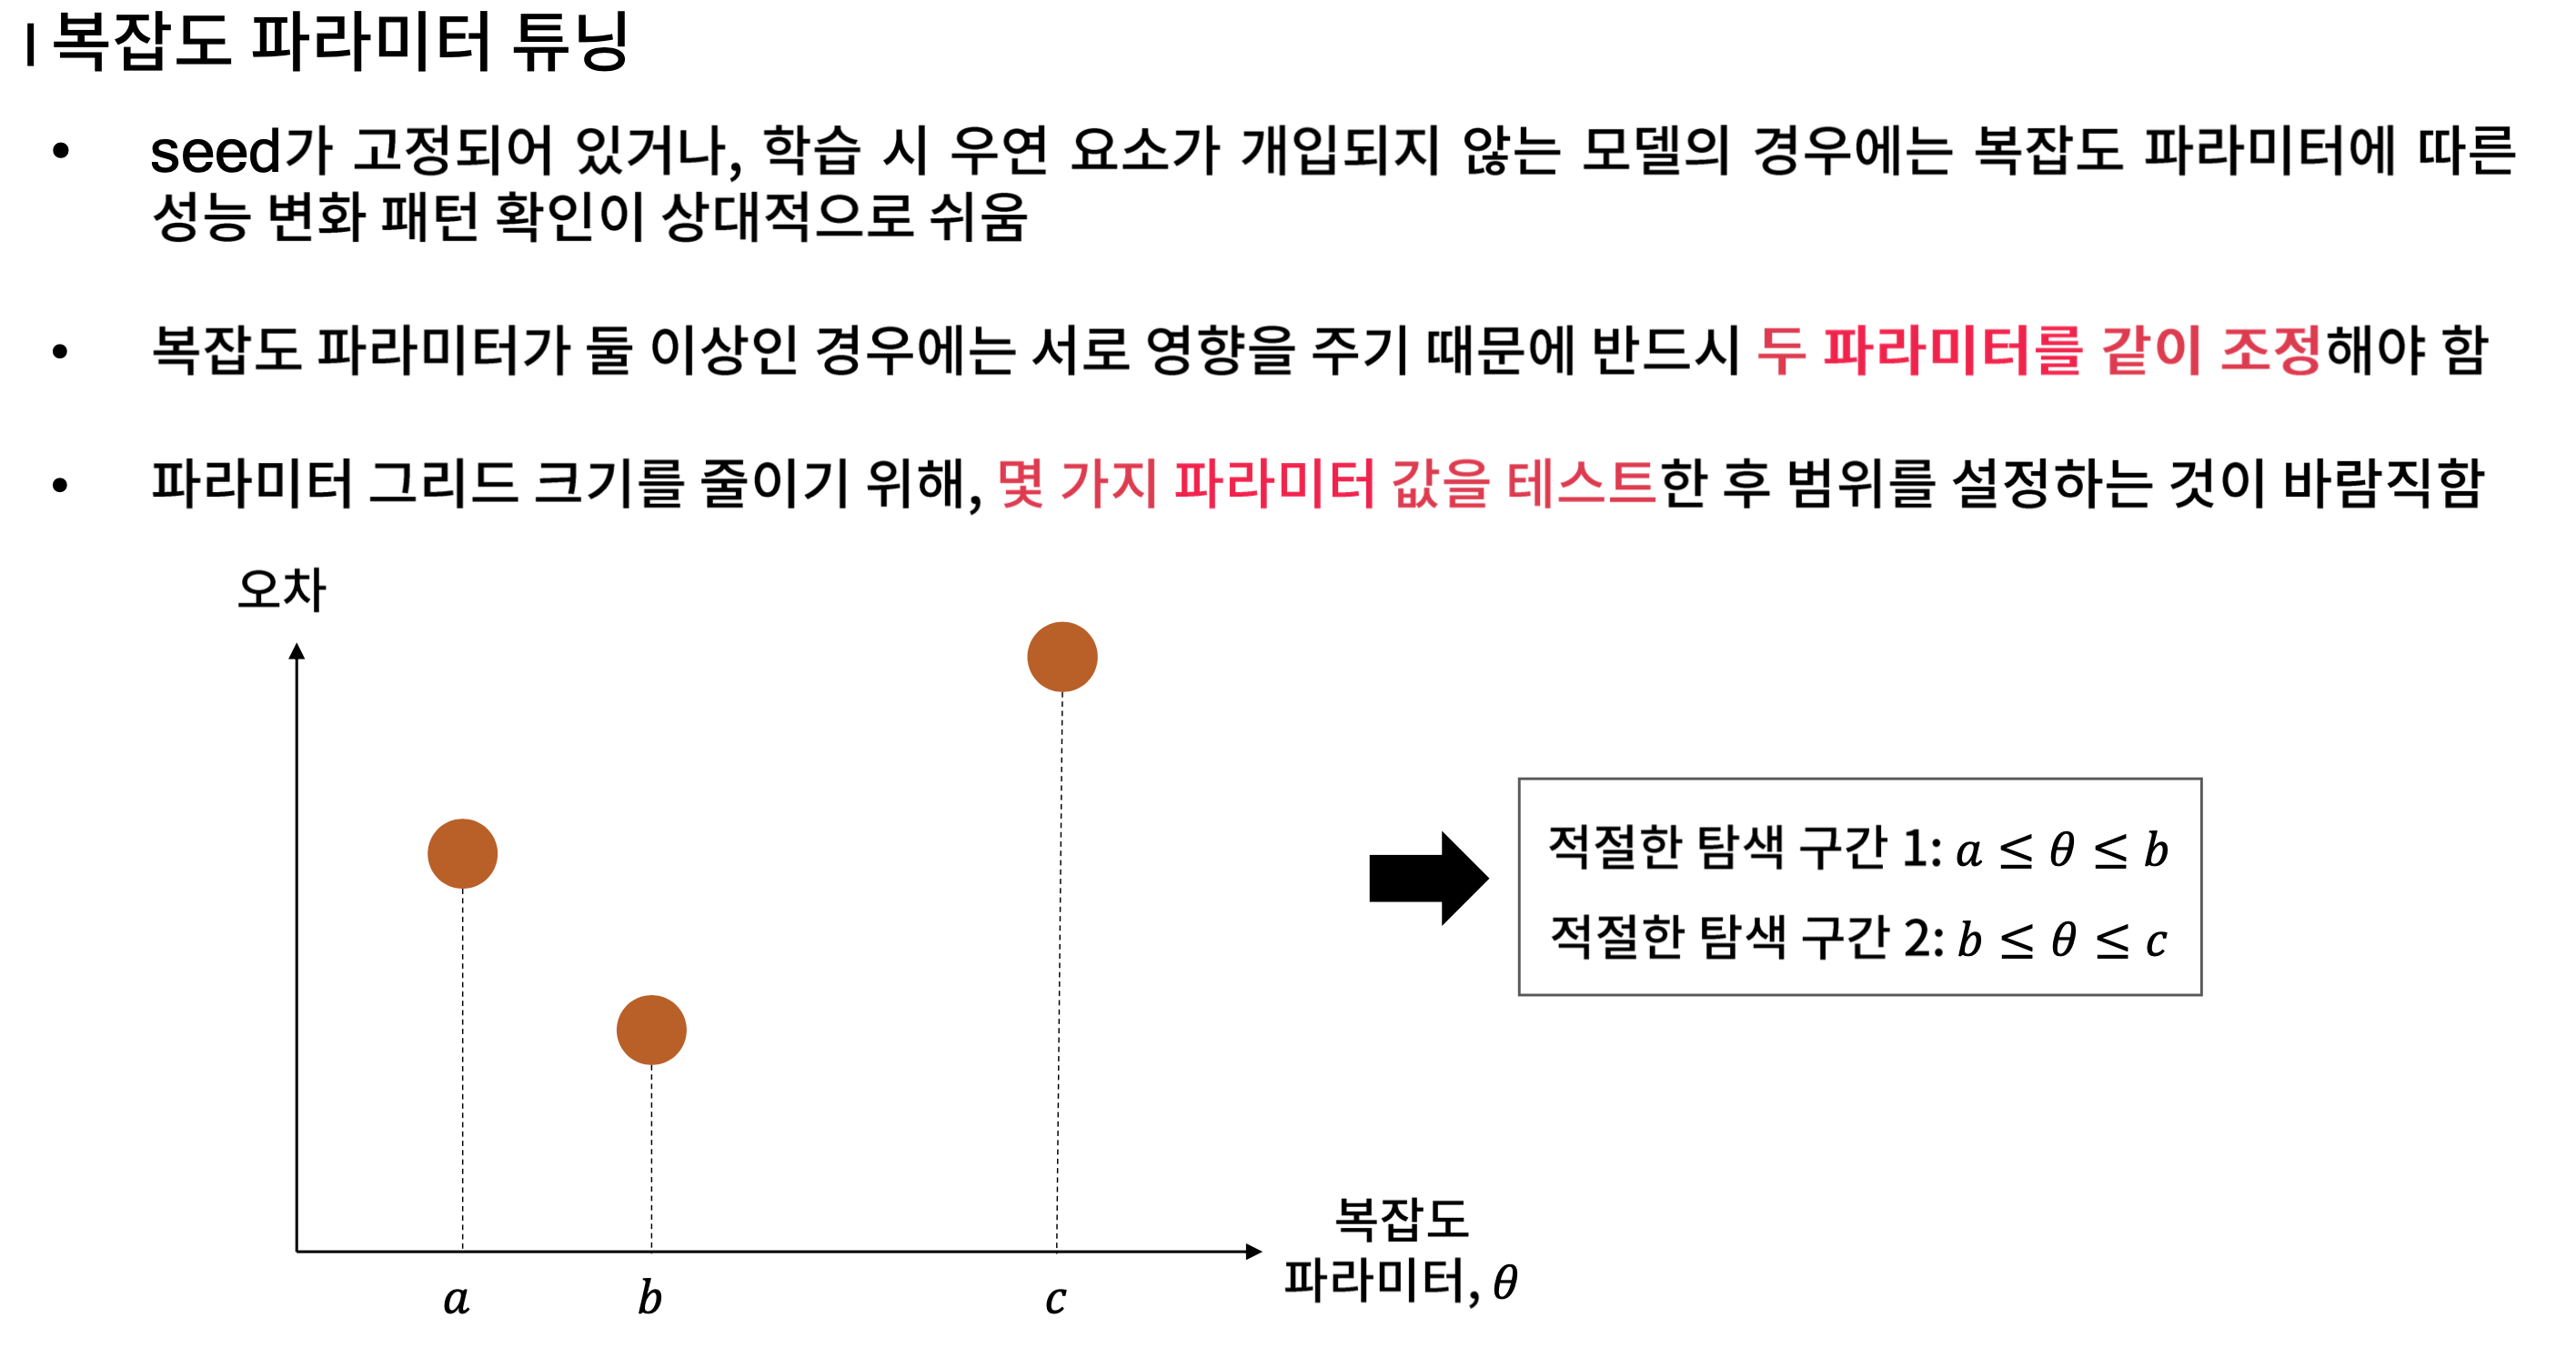 복잡도 파라미터 튜닝
• seed가 고정되어 있거나, 학습 시 우연 요소가 개입되지 않는 모델의 경우에는 복잡도 파라미터에 따른
성능 변화 패턴 확인이 상대적으로 쉬움
• 복잡도 파라미터가 둘 이상인 경우에는 서로 영향을 주기 때문에 반드시 두 파라미터를 같이 조정해야 함
• 파라미터 그리드 크기를 줄이기 위해, 몇 가지 파라미터 값을 테스트한 후 범위를 설정하는 것이 바람직함
오차
적절한 탐색 구간 1: a ≤ θ ≤ b
적절한 탐색 구간 2: b ≤ θ ≤ c
복잡도
파라미터, θ
a b c